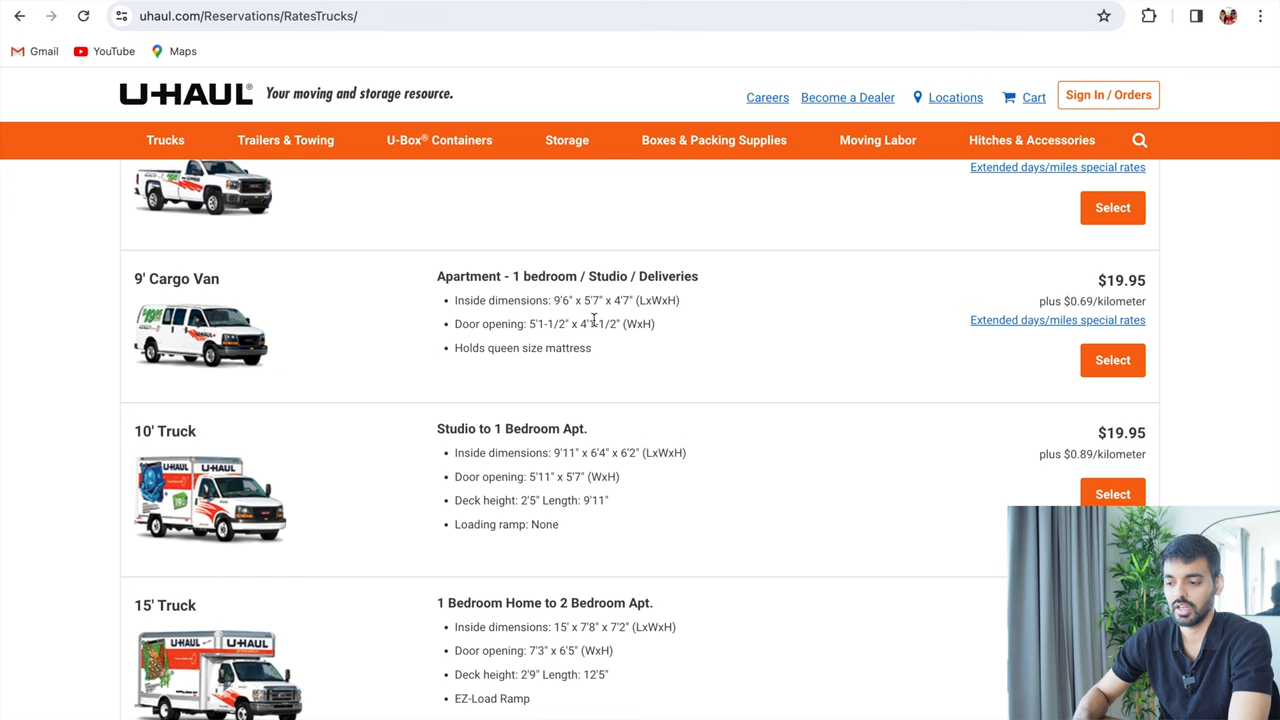 uhaul.com/Reservations/RatesTrucks/
Gmail
YouTube
Maps
U-HAUL® Your moving and storage resource.
Careers
Become a Dealer
Locations
Cart
Sign In / Orders
Trucks
Trailers & Towing
U-Box® Containers
Storage
Boxes & Packing Supplies
Moving Labor
Hitches & Accessories
Extended days/miles special rates
Select
9' Cargo Van
Apartment - 1 bedroom / Studio / Deliveries
• Inside dimensions: 9'6" x 5'7" x 4'7" (LxWxH)
• Door opening: 5'1-1/2" x 4'1-1/2" (WxH)
• Holds queen size mattress
$19.95
plus $0.69/kilometer
Extended days/miles special rates
Select
10' Truck
U-HAUL U-HAUL
Studio to 1 Bedroom Apt.
• Inside dimensions: 9'11" x 6'4" x 6'2" (LxWxH)
• Door opening: 5'11" x 5'7" (WxH)
• Deck height: 2'5" Length: 9'11"
• Loading ramp: None
$19.95
plus $0.89/kilometer
Select
15' Truck
U-HAUL U-HAUL
1 Bedroom Home to 2 Bedroom Apt.
• Inside dimensions: 15' x 7'8" x 7'2" (LxWxH)
• Door opening: 7'3" x 6'5" (WxH)
• Deck height: 2'9" Length: 12'5"
• EZ-Load Ramp